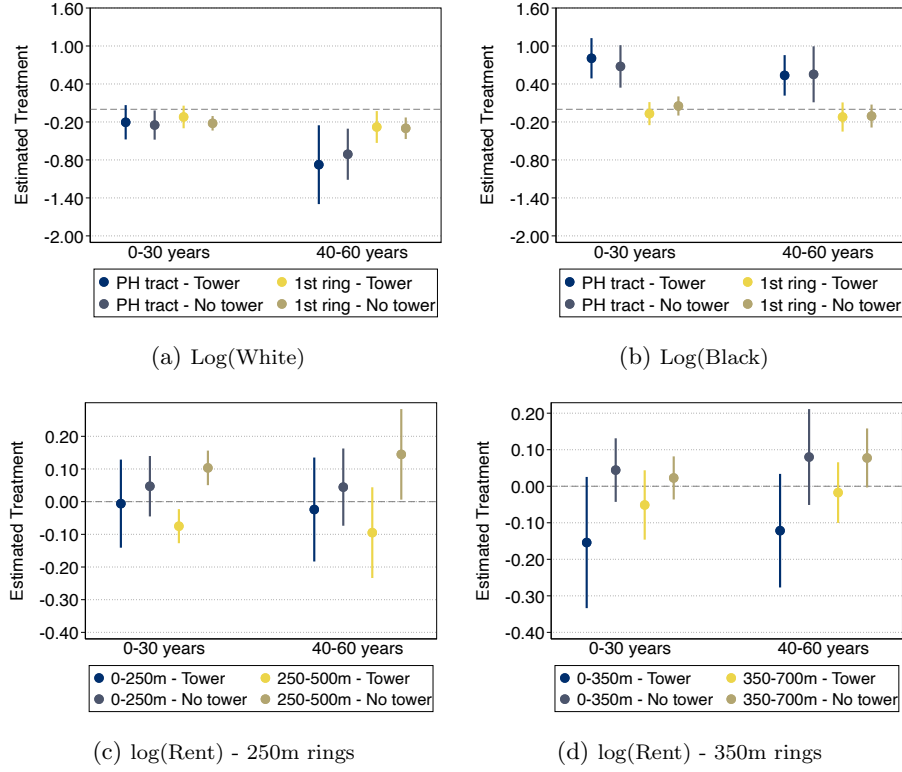 Estimated Treatment
1.60
1.00
0.40
-0.20
-0.80
-1.40
-2.00
0-30 years
40-60 years
PH tract - Tower
1st ring - Tower
PH tract - No tower
1st ring - No tower
(a) Log(White)
Estimated Treatment
1.60
1.00
0.40
-0.20
-0.80
-1.40
-2.00
0-30 years
40-60 years
PH tract - Tower
1st ring - Tower
PH tract - No tower
1st ring - No tower
(b) Log(Black)
Estimated Treatment
0.20
0.10
0.00
-0.10
-0.20
-0.30
-0.40
0-30 years
40-60 years
0-250m - Tower
250-500m - Tower
0-250m - No tower
250-500m - No tower
(c) log(Rent) - 250m rings
Estimated Treatment
0.20
0.10
0.00
-0.10
-0.20
-0.30
-0.40
0-30 years
40-60 years
0-350m - Tower
350-700m - Tower
0-350m - No tower
350-700m - No tower
(d) log(Rent) - 350m rings